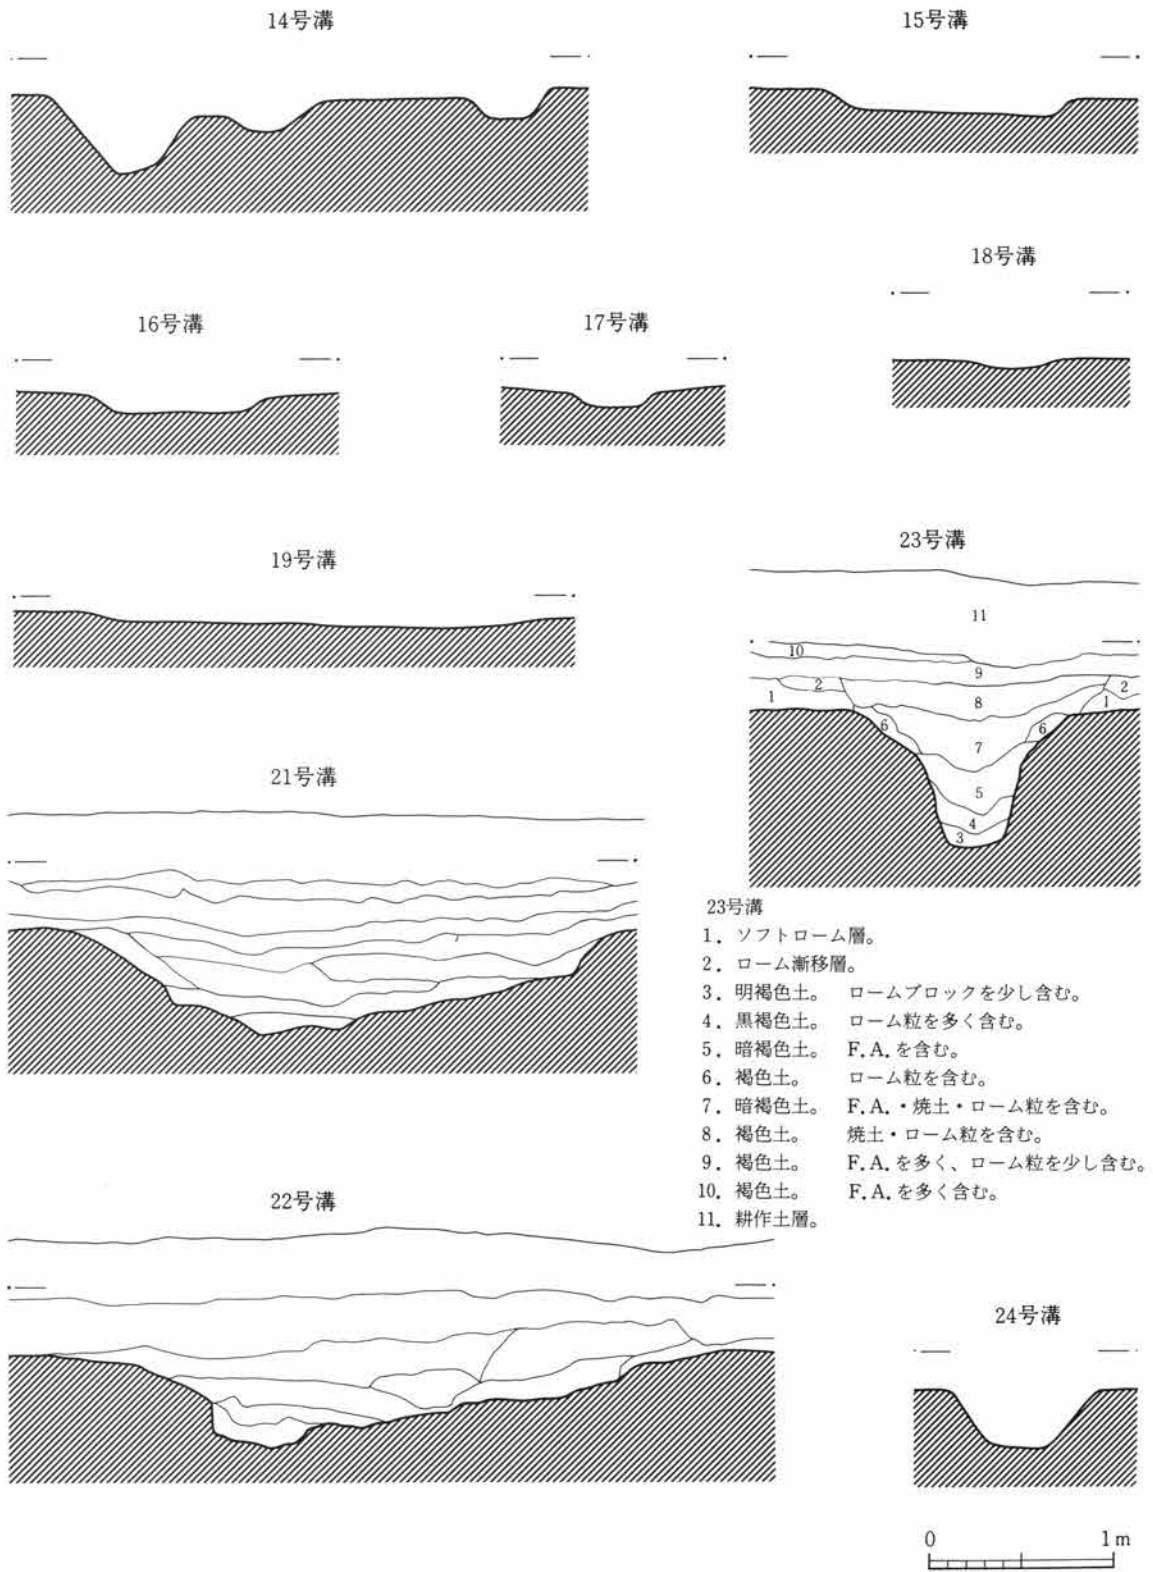 14号溝
15号溝
18号溝
16号溝
17号溝
19号溝
23号溝
11
10
9
2
2
1
8
1
6
6
7
5
4
3
21号溝
23号溝
1. ソフトローム層。
2. ローム漸移層。
3. 明褐色土。 ロームブロックを少し含む。
4. 黒褐色土。 ローム粒を多く含む。
5. 暗褐色土。 F.A.を含む。
6. 褐色土。 ローム粒を含む。
7. 暗褐色土。 F.A.・焼土・ローム粒を含む。
8. 褐色土。 焼土・ローム粒を含む。
9. 褐色土。 F.A.を多く、ローム粒を少し含む。
10. 褐色土。 F.A.を多く含む。
11. 耕作土層。
22号溝
24号溝
0 1m